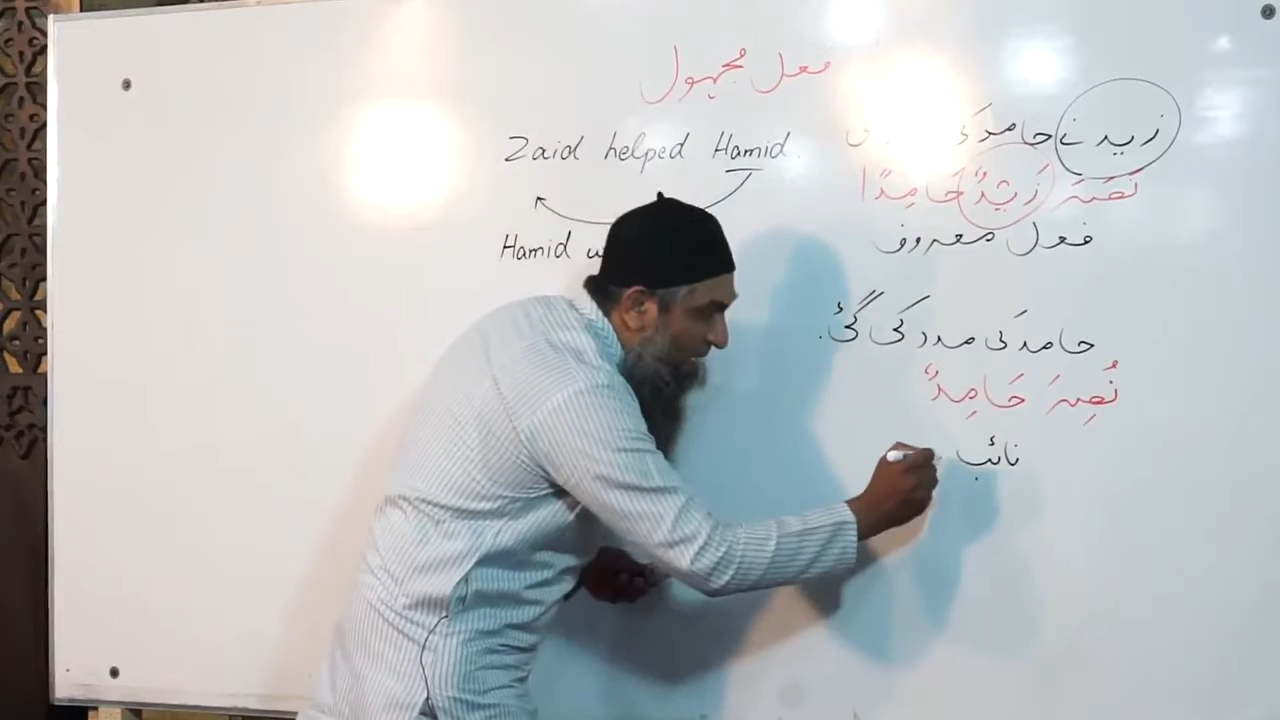 فعل مجہول
زید نے حامد کی
Zaid helped Hamid.
نَصَرَ زَیْدٌ حَامِدًا
فعل معروف
Hamid
حامد کی مدد کی گئی.
نُصِرَ حَامِدٌ
نائب